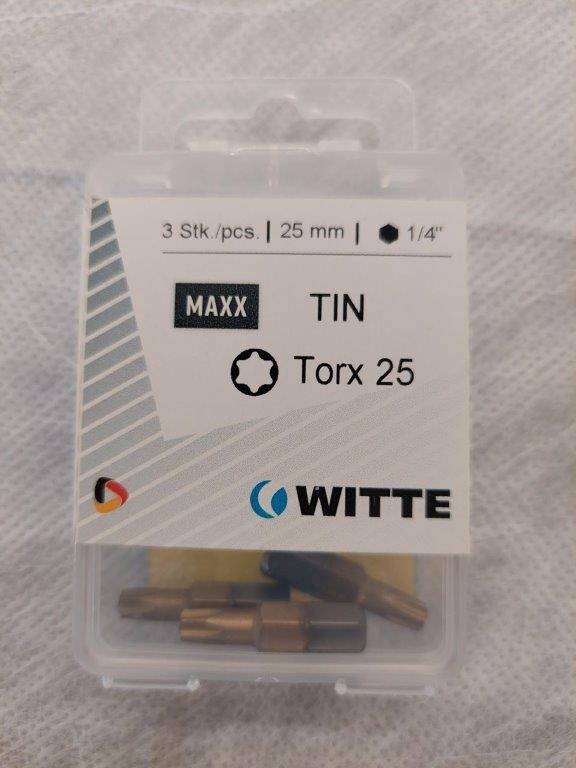 3 Stk./pcs. | 25 mm | 1/4"
MAXX TIN
Torx 25
WITTE